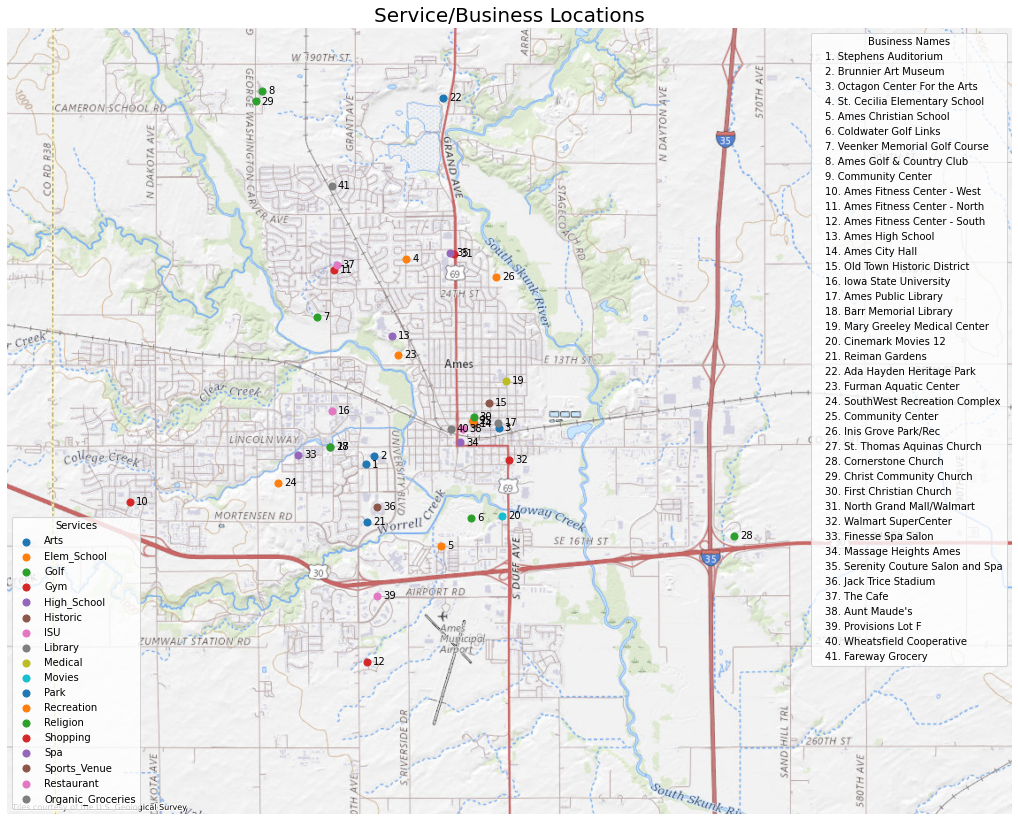 Service/Business Locations
W 190TH ST
GEORGE WASHINGTON CARVER AVE
GRANT AVE
CAMERON SCHOOL RD
1000
CO RD R38
N DAKOTA AVE
GRAND AVE
STAGECOACH RD
N DAYTON AVE
570TH AVE
35
8
29
22
41
35
31
4
37
11
26
69
South Skunk River
24TH ST
7
13
23
Ames
E 13TH ST
Creek
Clear Creek
19
15
16
30
14
17
3
40
38
34
LINCOLN WAY
UNIVERSITY
College Creek
33
2
1
32
24
69
10
MORTENSEN RD
36
21
Worrell Creek
6
20
Ioway Creek
5
SE 16TH ST
28
35
30
S DUFF AVE
AIRPORT RD
39
Ames
Municipal
Airport
ZUMWALT STATION RD
12
S RIVERSIDE DR
260TH ST
SAND HILL TRL
580TH AVE
South Skunk
Services
Arts
Elem_School
Golf
Gym
High_School
Historic
ISU
Library
Medical
Movies
Park
Recreation
Religion
Shopping
Spa
Sports_Venue
Restaurant
Organic_Groceries
Tiles courtesy of the U.S. Geological Survey
Business Names
1. Stephens Auditorium
2. Brunnier Art Museum
3. Octagon Center For the Arts
4. St. Cecilia Elementary School
5. Ames Christian School
6. Coldwater Golf Links
7. Veenker Memorial Golf Course
8. Ames Golf & Country Club
9. Community Center
10. Ames Fitness Center - West
11. Ames Fitness Center - North
12. Ames Fitness Center - South
13. Ames High School
14. Ames City Hall
15. Old Town Historic District
16. Iowa State University
17. Ames Public Library
18. Barr Memorial Library
19. Mary Greeley Medical Center
20. Cinemark Movies 12
21. Reiman Gardens
22. Ada Hayden Heritage Park
23. Furman Aquatic Center
24. SouthWest Recreation Complex
25. Community Center
26. Inis Grove Park/Rec
27. St. Thomas Aquinas Church
28. Cornerstone Church
29. Christ Community Church
30. First Christian Church
31. North Grand Mall/Walmart
32. Walmart SuperCenter
33. Finesse Spa Salon
34. Massage Heights Ames
35. Serenity Couture Salon and Spa
36. Jack Trice Stadium
37. The Cafe
38. Aunt Maude's
39. Provisions Lot F
40. Wheatsfield Cooperative
41. Fareway Grocery